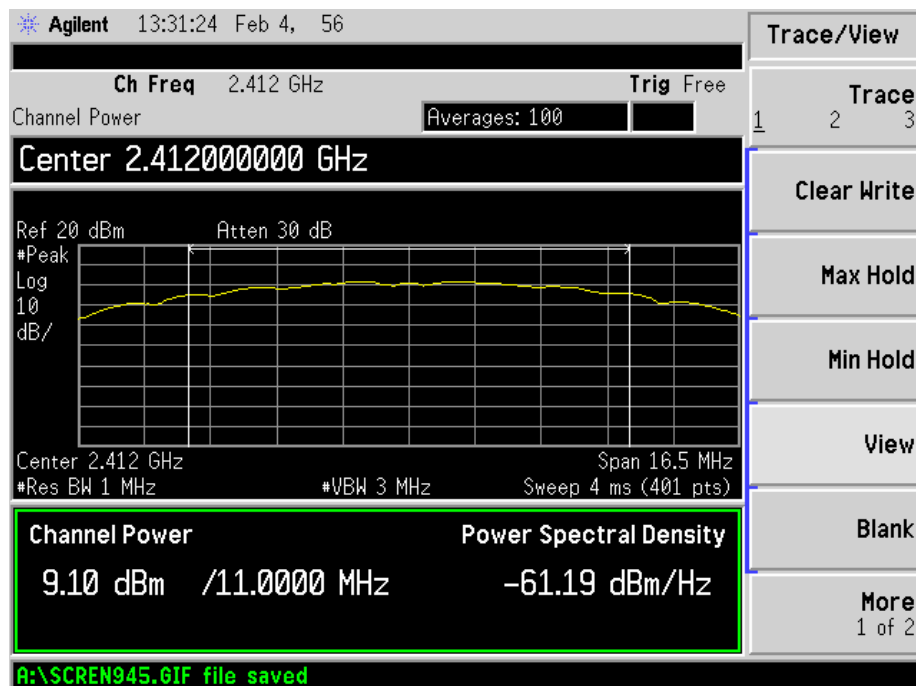 Agilent 13:31:24 Feb 4, 56
Trace/View
Ch Freq 2.412 GHz Trig Free
Channel Power Averages: 100
Trace
1 2 3
Center 2.412000000 GHz
Clear Write
Ref 20 dBm Atten 30 dB
#Peak
Log
10
dB/
Max Hold
Min Hold
Center 2.412 GHz Span 16.5 MHz
#Res BW 1 MHz #VBW 3 MHz Sweep 4 ms (401 pts)
View
Channel Power Power Spectral Density
9.10 dBm /11.0000 MHz -61.19 dBm/Hz
Blank
More
1 of 2
A:\SCREN945.GIF file saved